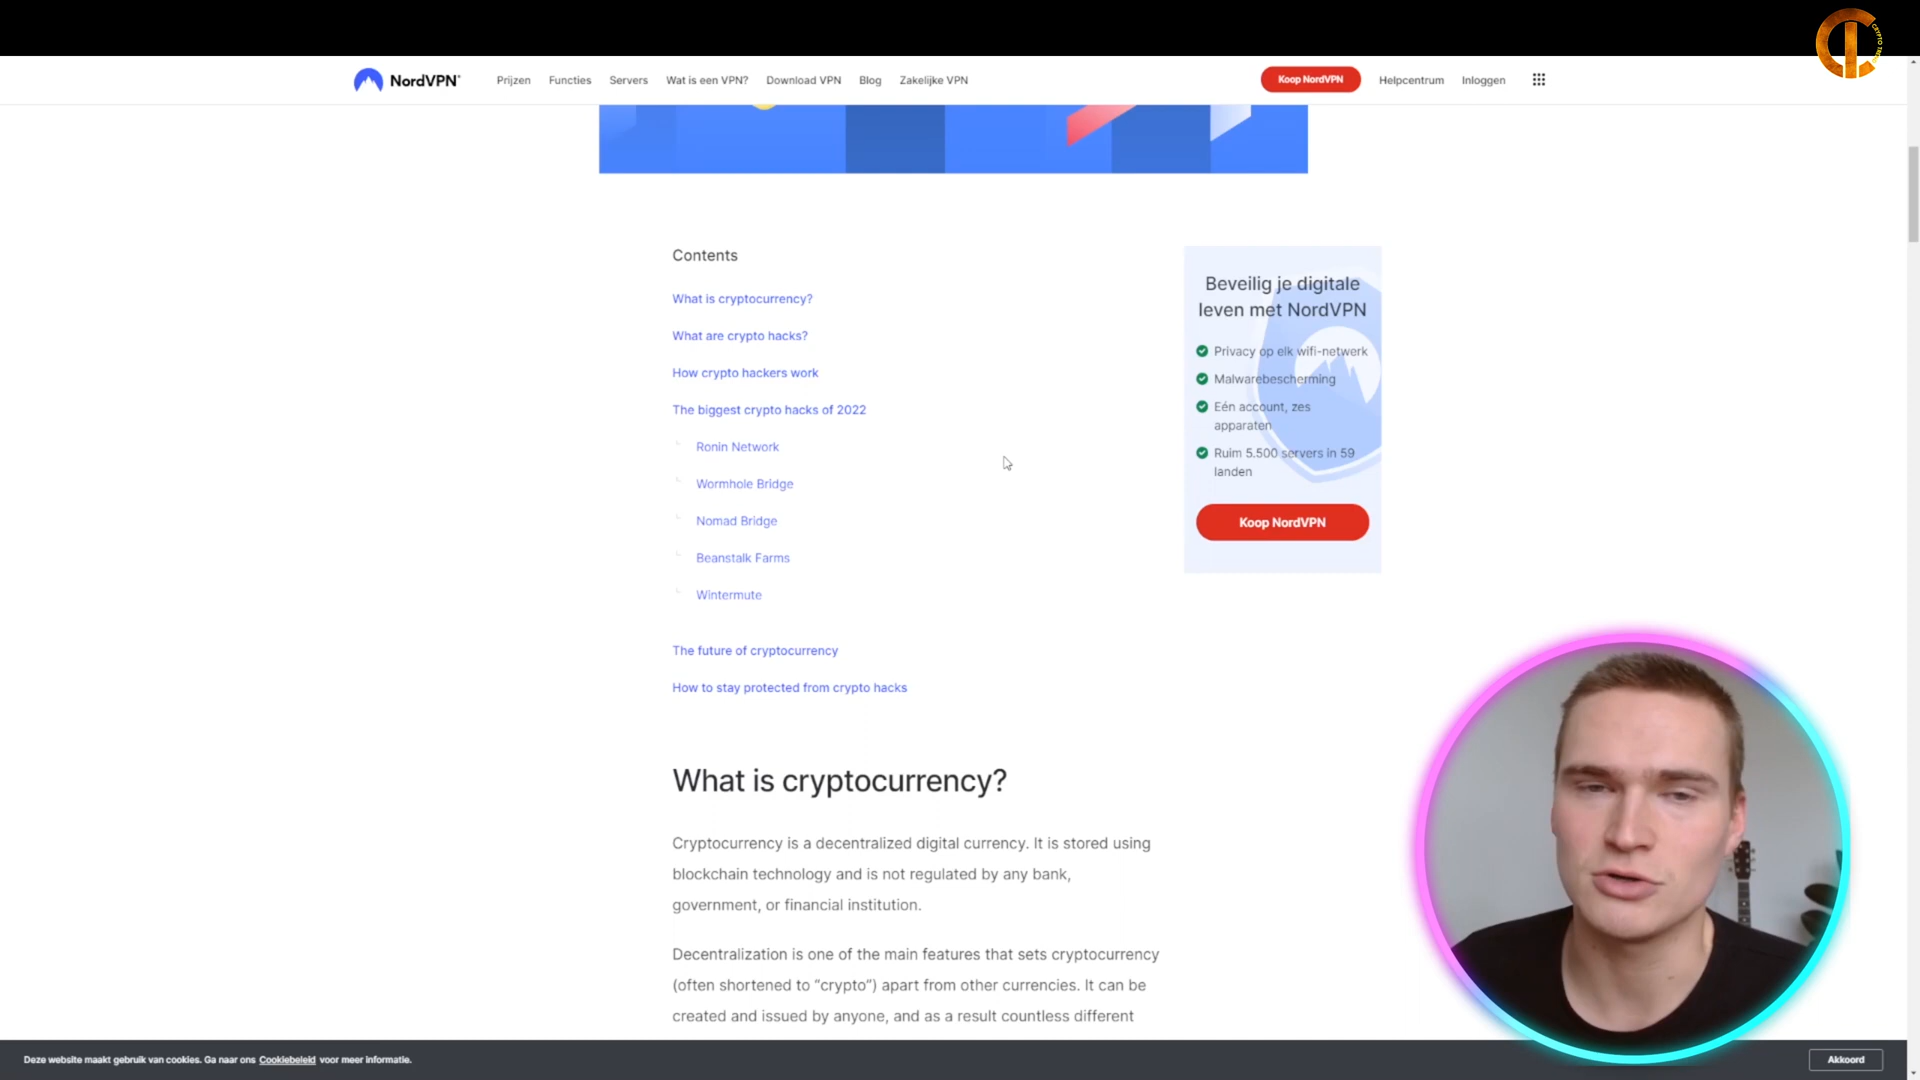 NordVPN
Prijzen
Functies
Servers
Wat is een VPN?
Download VPN
Blog
Zakelijke VPN
Koop NordVPN
Helpcentrum
Inloggen
Contents
What is cryptocurrency?
What are crypto hacks?
How crypto hackers work
The biggest crypto hacks of 2022
Ronin Network
Wormhole Bridge
Nomad Bridge
Beanstalk Farms
Wintermute
The future of cryptocurrency
How to stay protected from crypto hacks
Beveilig je digitale
leven met NordVPN
Privacy op elk wifi-netwerk
Malwarebescherming
Eén account, zes
apparaten
Ruim 5.500 servers in 59
landen
Koop NordVPN
What is cryptocurrency?
Cryptocurrency is a decentralized digital currency. It is stored using
blockchain technology and is not regulated by any bank,
government, or financial institution.
Decentralization is one of the main features that sets cryptocurrency
(often shortened to “crypto”) apart from other currencies. It can be
created and issued by anyone, and as a result countless different
Deze website maakt gebruik van cookies. Ga naar ons Cookiebeleid voor meer informatie.
Akkoord